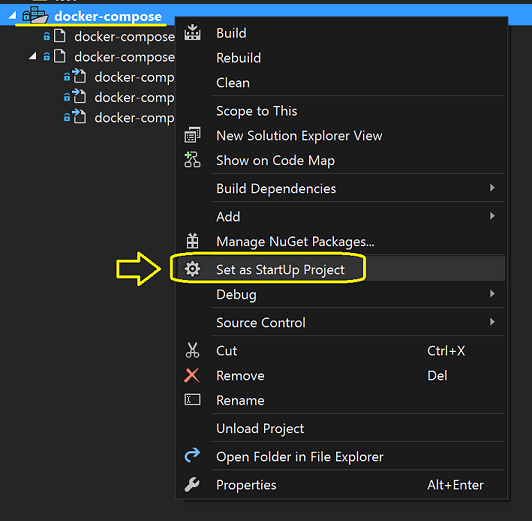 docker-compose
docker-compose
docker-compose
docker-comp
docker-comp
docker-comp
Build
Rebuild
Clean
Scope to This
New Solution Explorer View
Show on Code Map
Build Dependencies
Add
Manage NuGet Packages...
Set as StartUp Project
Debug
Source Control
Cut Ctrl+X
Remove Del
Rename
Unload Project
Open Folder in File Explorer
Properties Alt+Enter